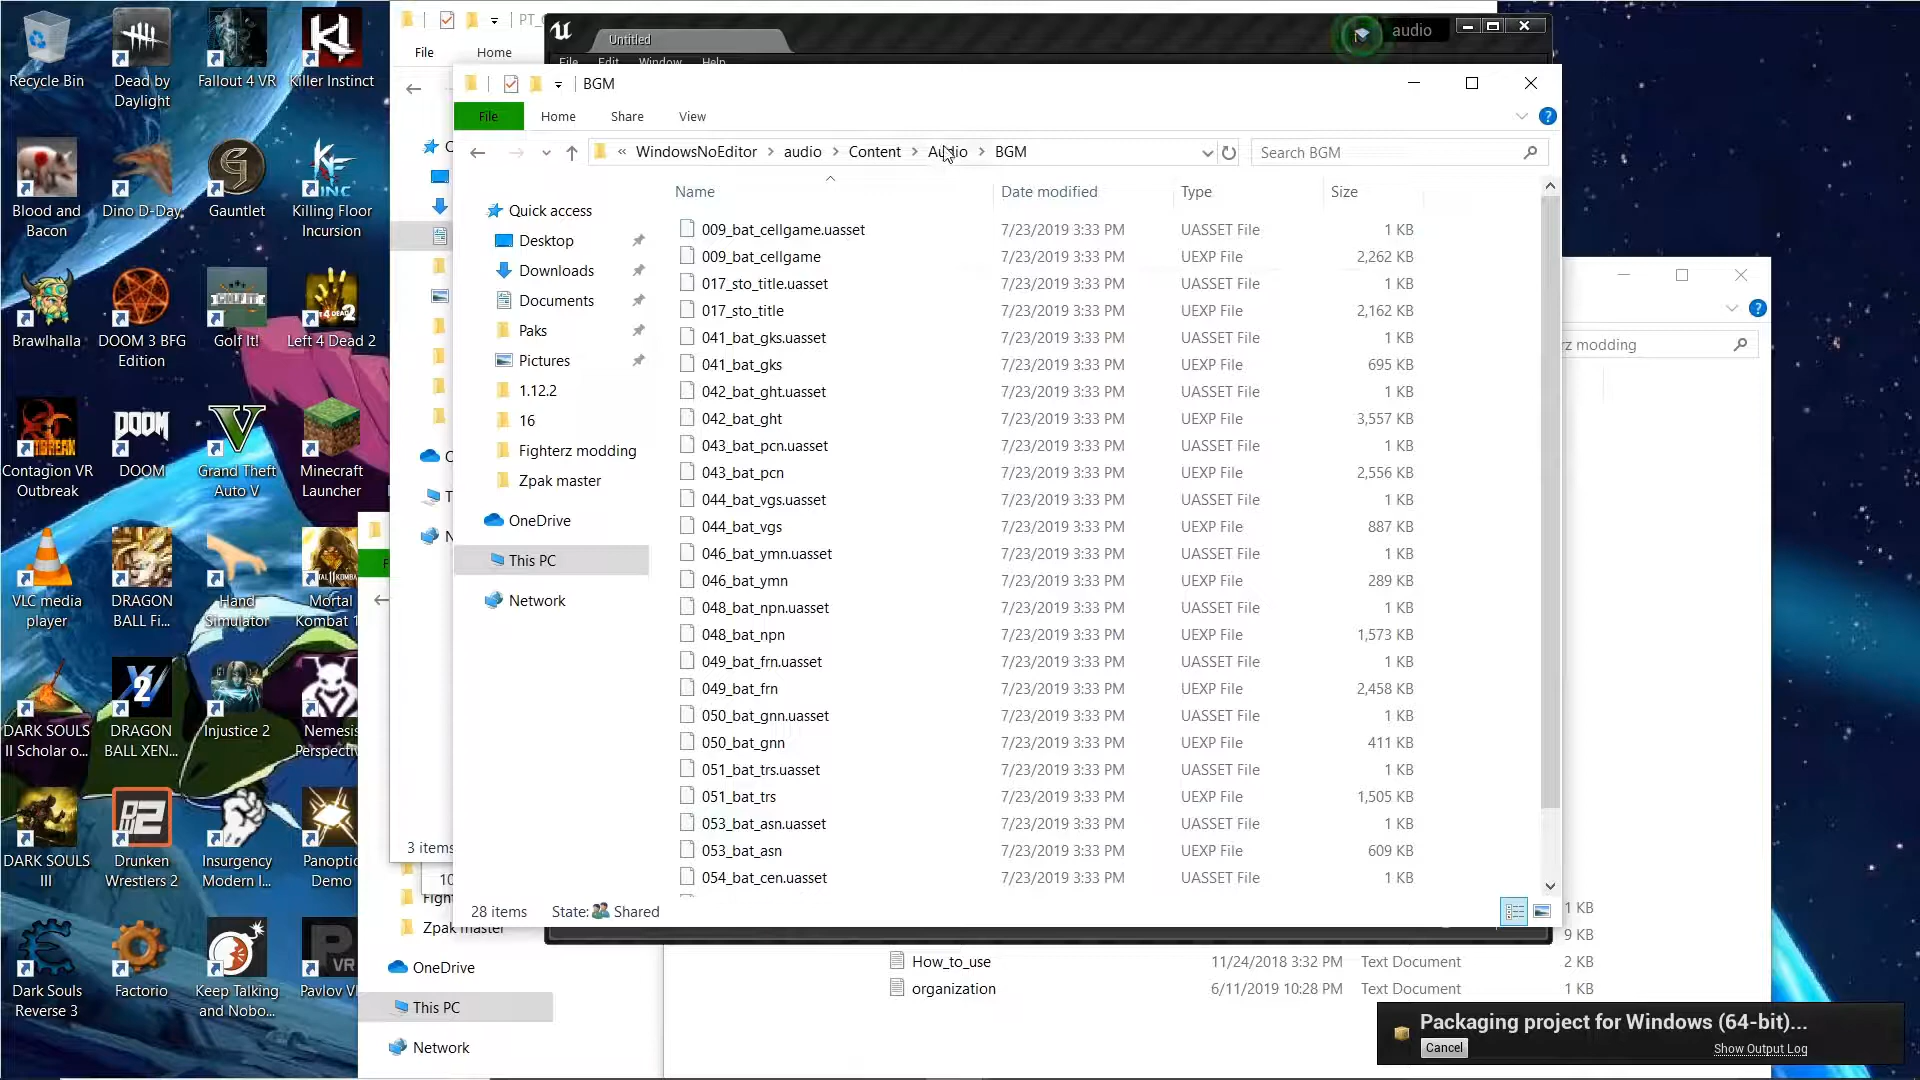 Recycle Bin
Dead by Daylight
Fallout 4 VR
Killer Instinct
Blood and Bacon
Dino D-Day
Gauntlet
Killing Floor Incursion
Brawlhalla
DOOM 3 BFG Edition
Golf It!
Left 4 Dead 2
Contagion VR Outbreak
DOOM
Grand Theft Auto V
Minecraft Launcher
VLC media player
DRAGON BALL Fi...
Hand Simulator
Mortal Kombat 1
DARK SOULS II Scholar o...
DRAGON BALL XEN...
Injustice 2
Nemesis Perspectiv
DARK SOULS III
Drunken Wrestlers 2
Insurgency Modern I...
Panoptic Demo
Dark Souls Reverse 3
Factorio
Keep Talking and Nobo...
Pavlov V
File
Home
Untitled
audio
File Edit Window Help
BGM
File Home Share View
« WindowsNoEditor > audio > Content > Audio > BGM
Search BGM
Quick access
Desktop
Downloads
Documents
Paks
Pictures
1.12.2
16
Fighterz modding
Zpak master
OneDrive
This PC
Network
Name Date modified Type Size
009_bat_cellgame.uasset 7/23/2019 3:33 PM UASSET File 1 KB
009_bat_cellgame 7/23/2019 3:33 PM UEXP File 2,262 KB
017_sto_title.uasset 7/23/2019 3:33 PM UASSET File 1 KB
017_sto_title 7/23/2019 3:33 PM UEXP File 2,162 KB
041_bat_gks.uasset 7/23/2019 3:33 PM UASSET File 1 KB
041_bat_gks 7/23/2019 3:33 PM UEXP File 695 KB
042_bat_ght.uasset 7/23/2019 3:33 PM UASSET File 1 KB
042_bat_ght 7/23/2019 3:33 PM UEXP File 3,557 KB
043_bat_pcn.uasset 7/23/2019 3:33 PM UASSET File 1 KB
043_bat_pcn 7/23/2019 3:33 PM UEXP File 2,556 KB
044_bat_vgs.uasset 7/23/2019 3:33 PM UASSET File 1 KB
044_bat_vgs 7/23/2019 3:33 PM UEXP File 887 KB
046_bat_ymn.uasset 7/23/2019 3:33 PM UASSET File 1 KB
046_bat_ymn 7/23/2019 3:33 PM UEXP File 289 KB
048_bat_npn.uasset 7/23/2019 3:33 PM UASSET File 1 KB
048_bat_npn 7/23/2019 3:33 PM UEXP File 1,573 KB
049_bat_frn.uasset 7/23/2019 3:33 PM UASSET File 1 KB
049_bat_frn 7/23/2019 3:33 PM UEXP File 2,458 KB
050_bat_gnn.uasset 7/23/2019 3:33 PM UASSET File 1 KB
050_bat_gnn 7/23/2019 3:33 PM UEXP File 411 KB
051_bat_trs.uasset 7/23/2019 3:33 PM UASSET File 1 KB
051_bat_trs 7/23/2019 3:33 PM UEXP File 1,505 KB
053_bat_asn.uasset 7/23/2019 3:33 PM UASSET File 1 KB
053_bat_asn 7/23/2019 3:33 PM UEXP File 609 KB
054_bat_cen.uasset 7/23/2019 3:33 PM UASSET File 1 KB
28 items State: Shared
rz modding
3 items
10
Zpak master
OneDrive
This PC
Network
1 KB
9 KB
How_to_use 11/24/2018 3:32 PM Text Document 2 KB
organization 6/11/2019 10:28 PM Text Document 1 KB
Packaging project for Windows (64-bit)...
Cancel
Show Output Log